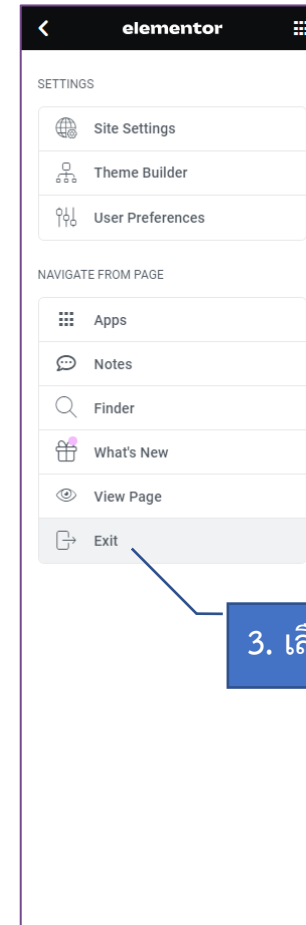 elementor
SETTINGS
Site Settings
Theme Builder
User Preferences
NAVIGATE FROM PAGE
Apps
Notes
Finder
What's New
View Page
Exit
3.